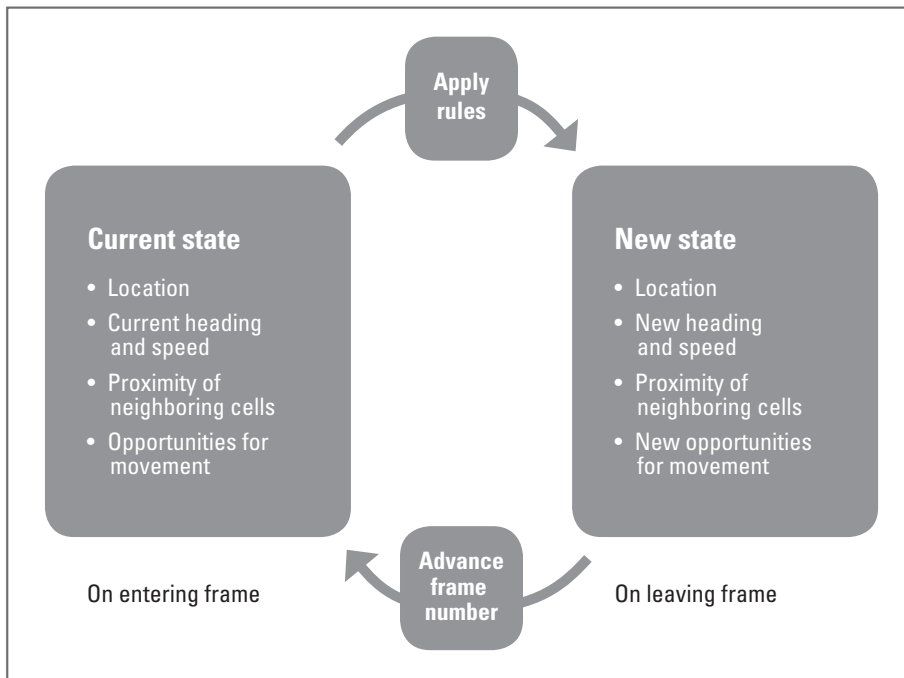 Apply
rules
Current state
• Location
• Current heading
and speed
• Proximity of
neighboring cells
• Opportunities for
movement
New state
• Location
• New heading
and speed
• Proximity of
neighboring cells
• New opportunities
for movement
Advance
frame
number
On entering frame
On leaving frame